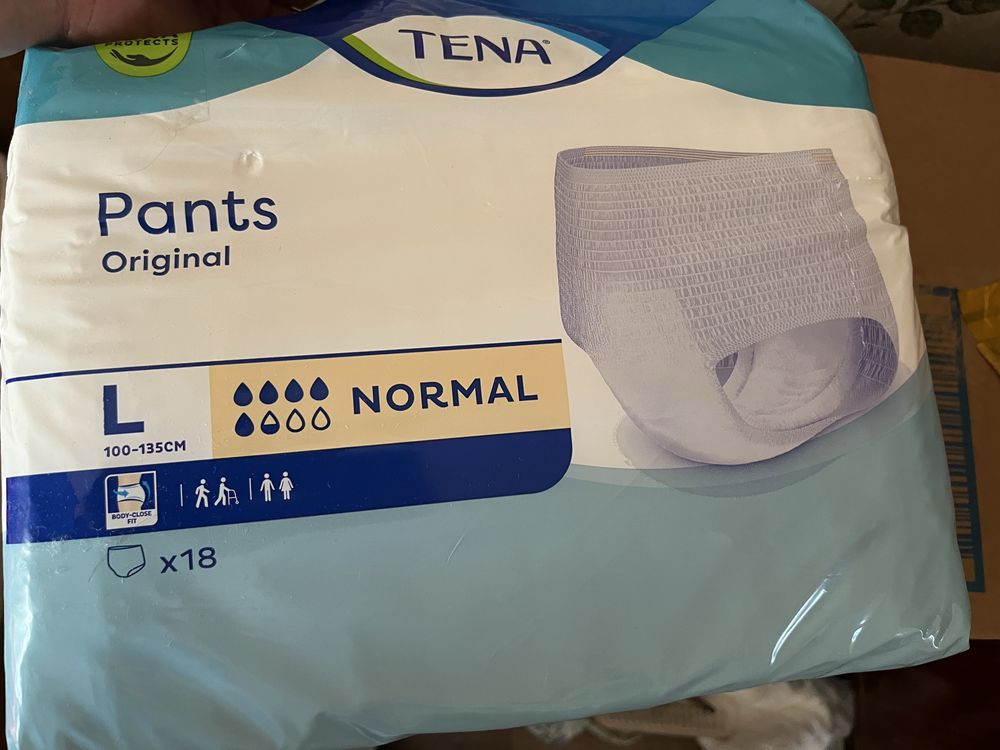 PROTECTS
TENA®
Pants
Original
L
100-135CM
NORMAL
BODY-CLOSE
FIT
x18